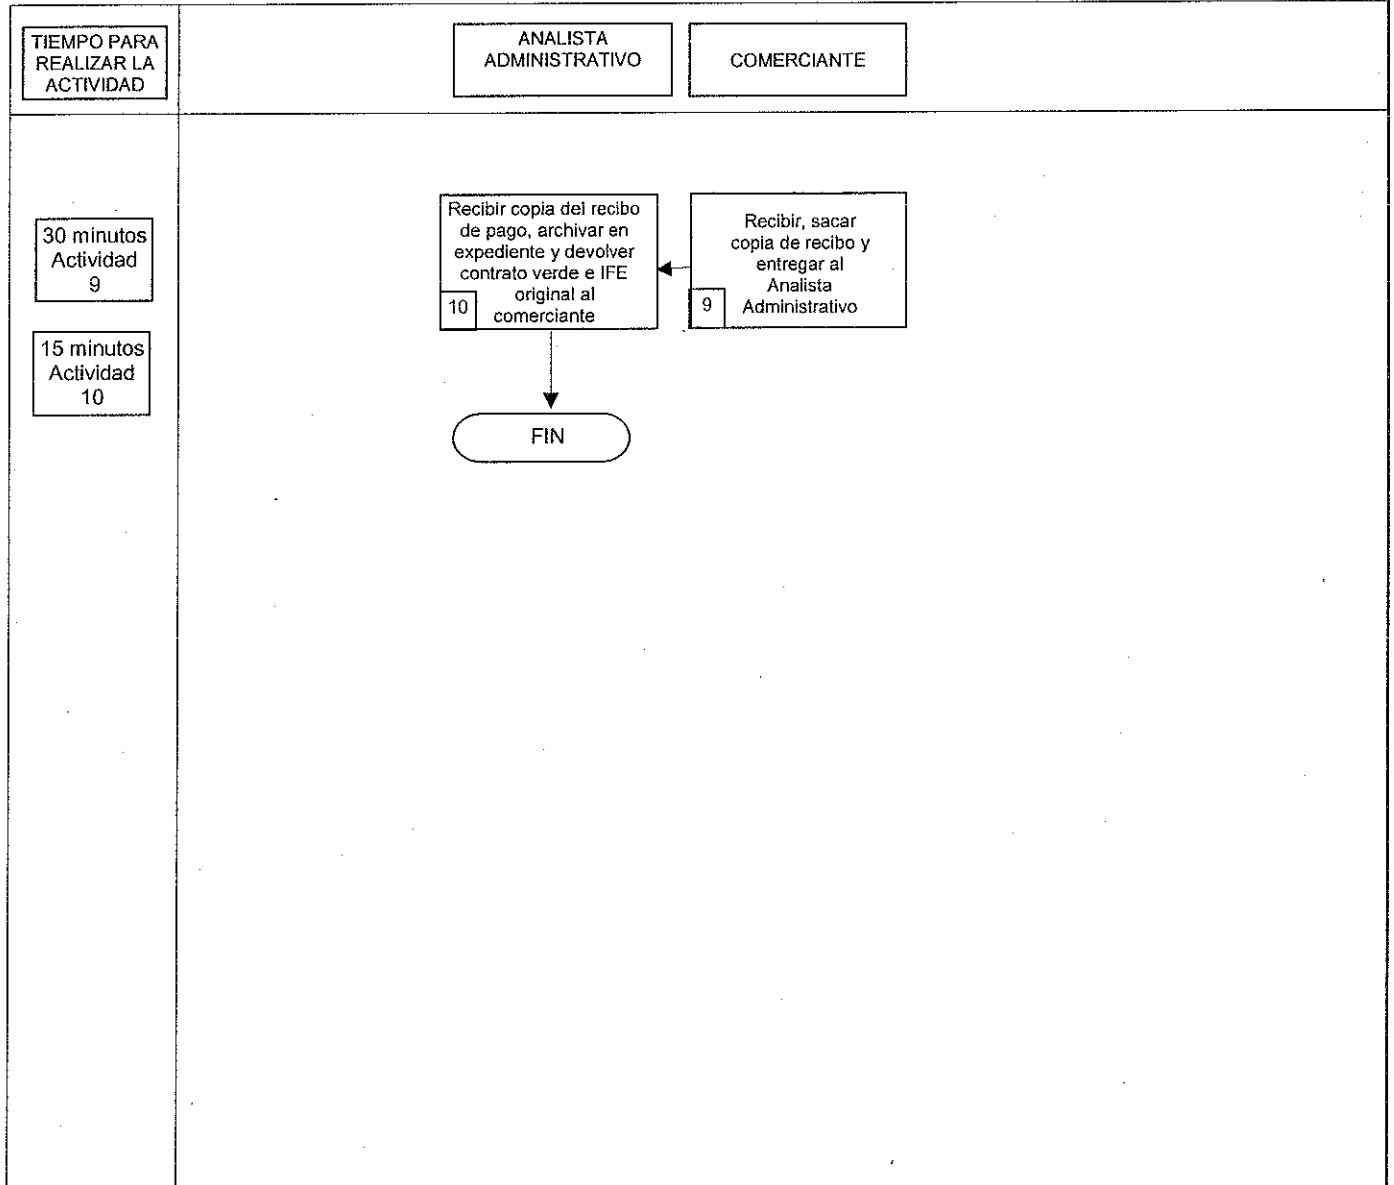 TIEMPO PARA
REALIZAR LA
ACTIVIDAD
ANALISTA
ADMINISTRATIVO
COMERCIANTE
30 minutos
Actividad
9
15 minutos
Actividad
10
Recibir copia del recibo
de pago, archivar en
expediente y devolver
contrato verde e IFE
original al
comerciante
10
Recibir, sacar
copia de recibo y
entregar al
Analista
Administrativo
9
FIN